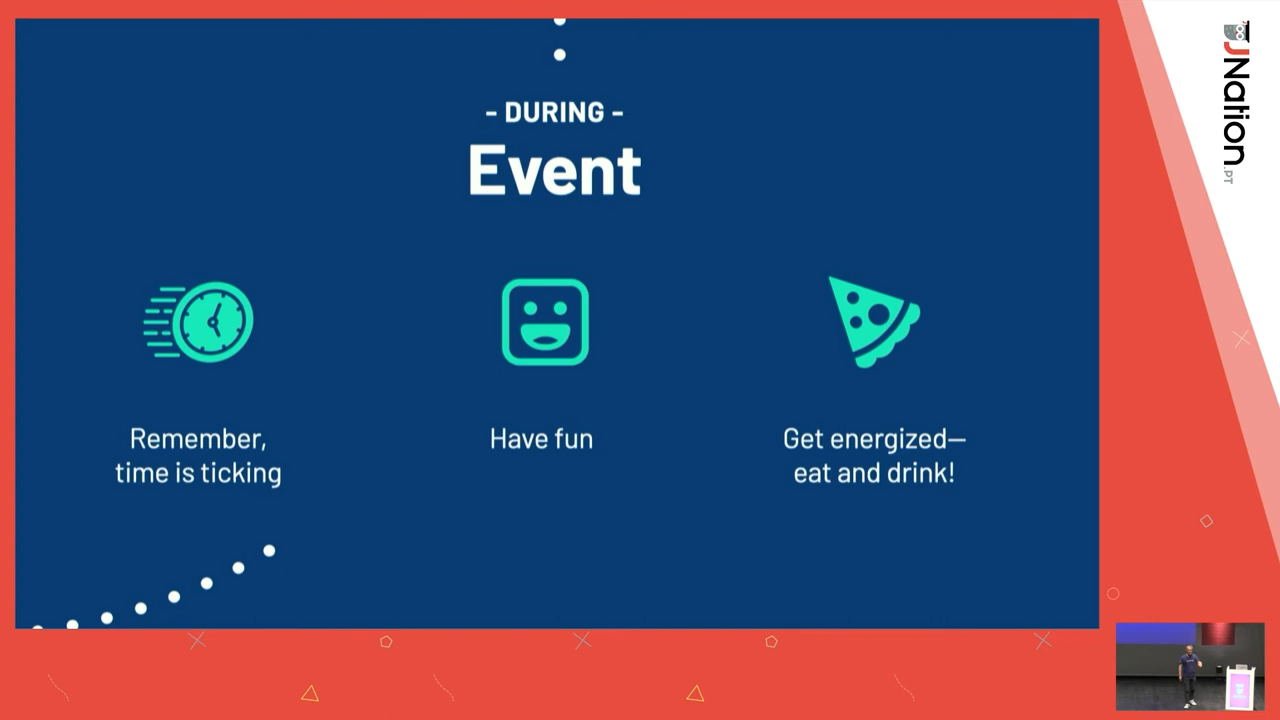 - DURING -
Event
Remember,
time is ticking
Have fun
Get energized—
eat and drink!
JNation
.PT